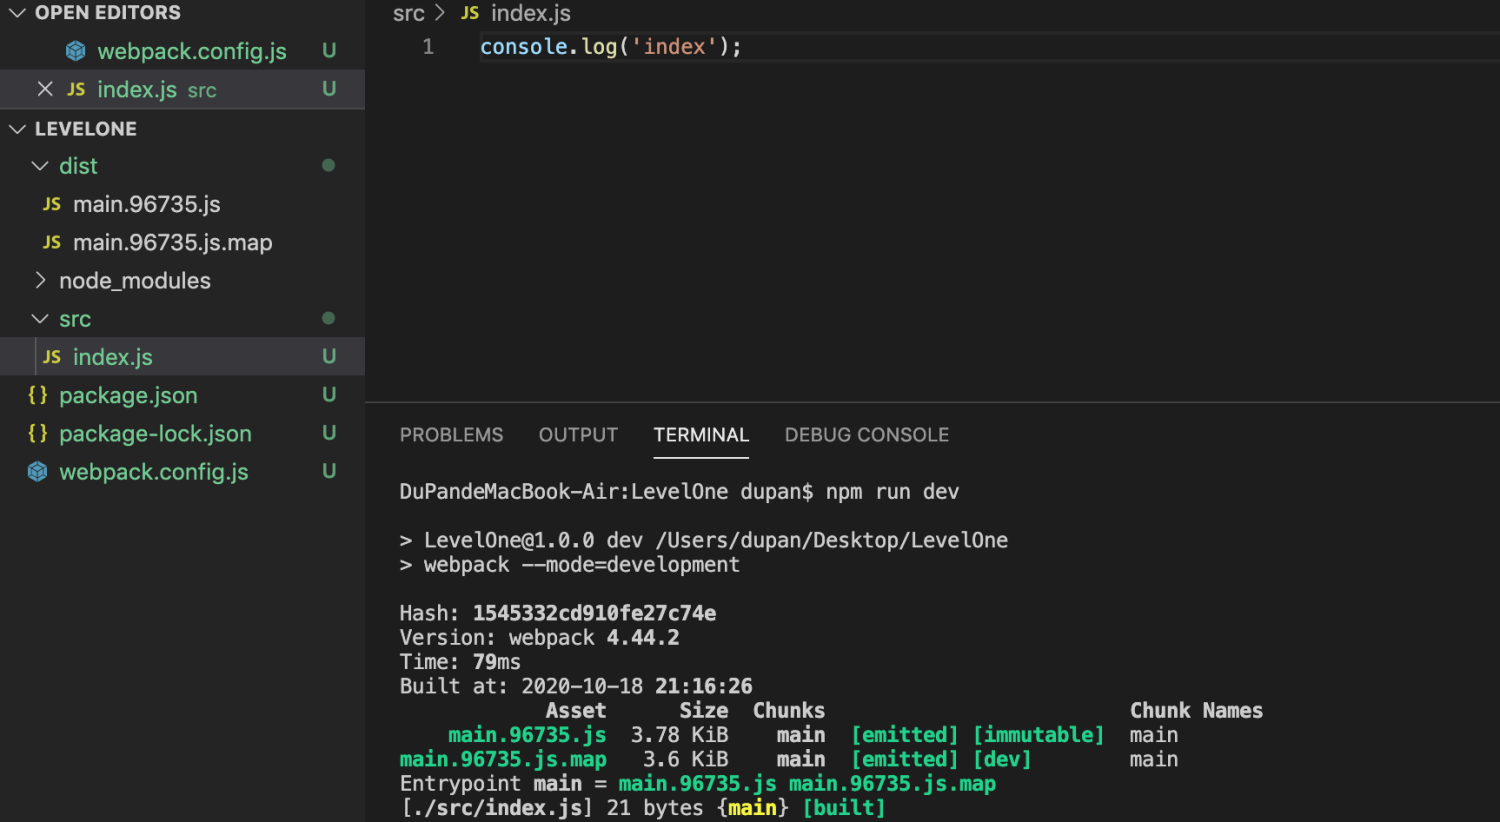 OPEN EDITORS
webpack.config.js U
JS index.js src U
LEVELONE
dist
JS main.96735.js
JS main.96735.js.map
node_modules
src
JS index.js U
{} package.json U
{} package-lock.json U
webpack.config.js U
src > JS index.js
1 console.log('index');
PROBLEMS OUTPUT TERMINAL DEBUG CONSOLE
DuPandeMacBook-Air:LevelOne dupan$ npm run dev
> LevelOne@1.0.0 dev /Users/dupan/Desktop/LevelOne
> webpack --mode=development
Hash: 1545332cd910fe27c74e
Version: webpack 4.44.2
Time: 79ms
Built at: 2020-10-18 21:16:26
Asset Size Chunks Chunk Names
main.96735.js 3.78 KiB main [emitted] [immutable] main
main.96735.js.map 3.6 KiB main [emitted] [dev] main
Entrypoint main = main.96735.js main.96735.js.map
[./src/index.js] 21 bytes {main} [built]